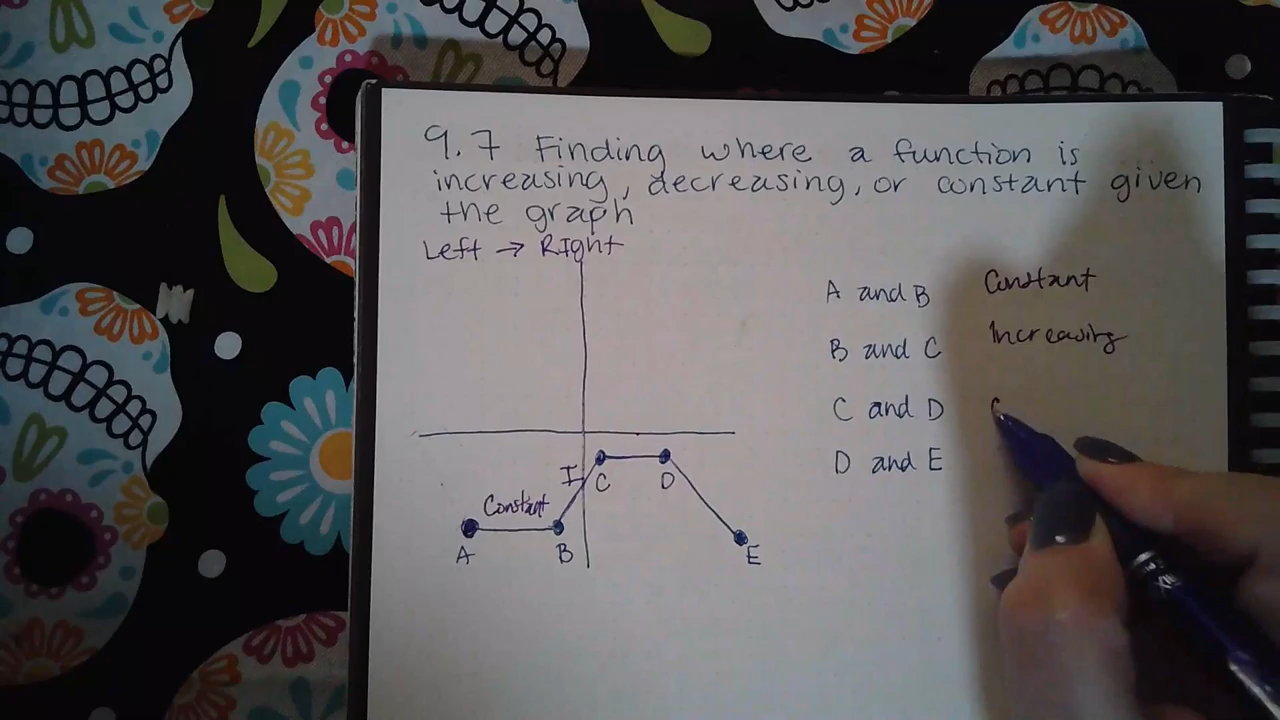 9.7 Finding where a function is
increasing, decreasing, or constant given
the graph
Left → Right
A and B Constant
B and C Increasing
C and D C
D and E
I
C
D
Constant
A
B
E